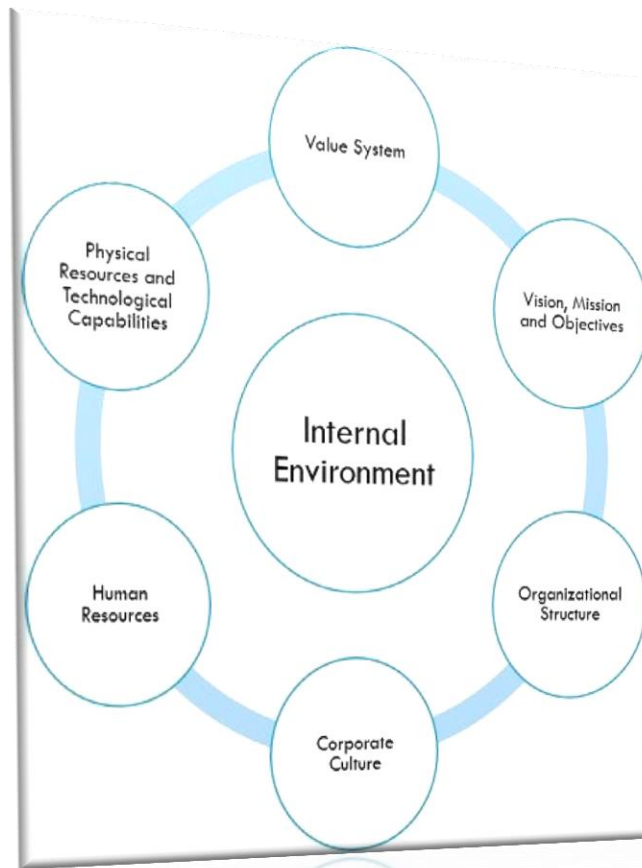 Value System
Vision, Mission
and Objectives
Organizational
Structure
Corporate
Culture
Human
Resources
Physical
Resources and
Technological
Capabilities
Internal
Environment